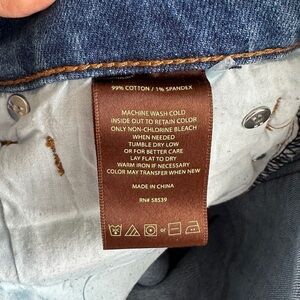 99% COTTON / 1% SPANDEX
MACHINE WASH COLD
INSIDE OUT TO RETAIN COLOR
ONLY NON-CHLORINE BLEACH
WHEN NEEDED
TUMBLE DRY LOW
OR FOR BETTER CARE
LAY FLAT TO DRY
WARM IRON IF NECESSARY
COLOR MAY TRANSFER WHEN NEW
MADE IN CHINA
RN# 58539
or